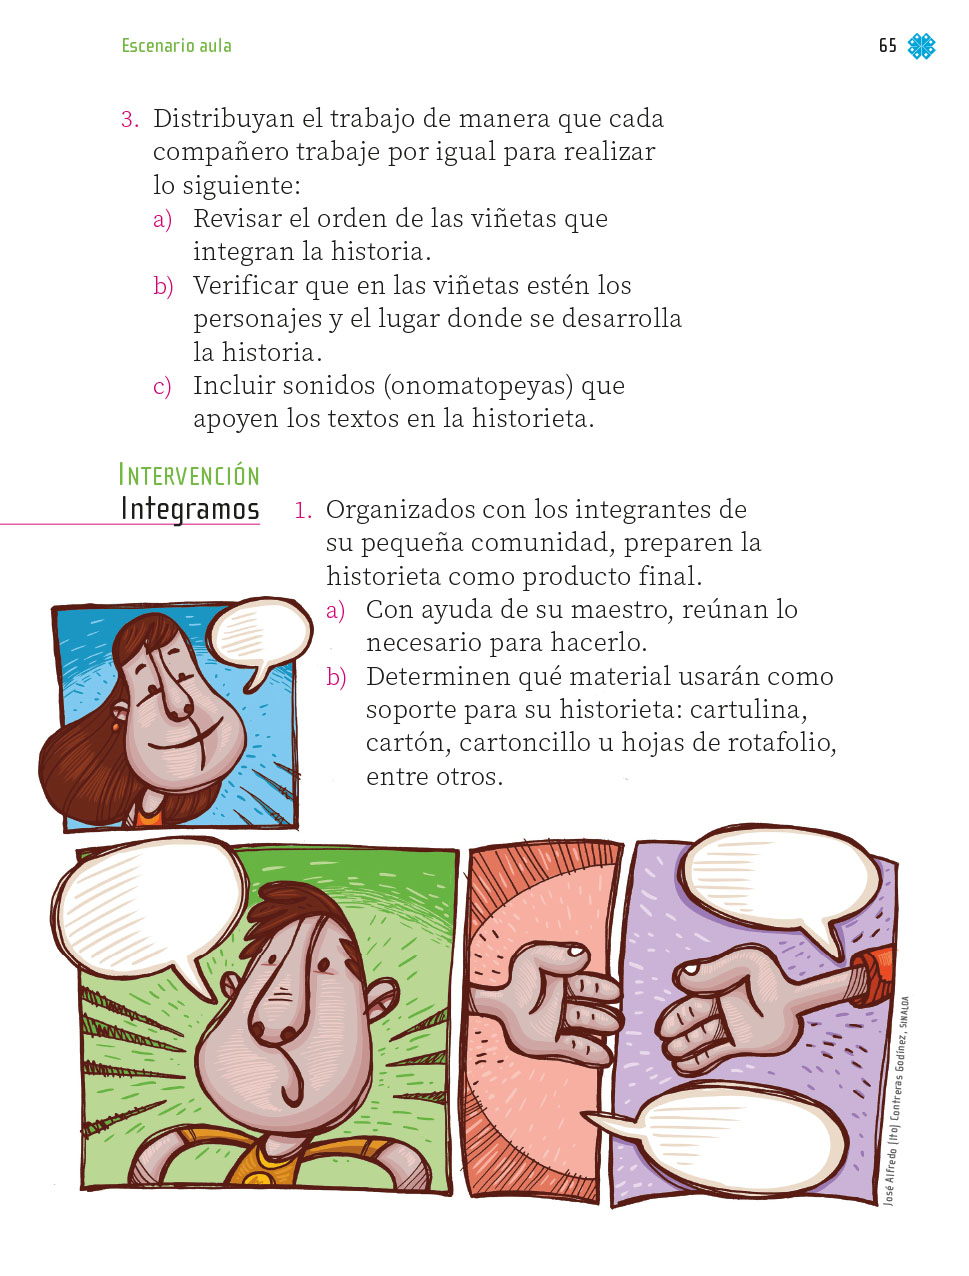 Escenario aula
65
3. Distribuyan el trabajo de manera que cada
compañero trabaje por igual para realizar
lo siguiente:
a) Revisar el orden de las viñetas que
integran la historia.
b) Verificar que en las viñetas estén los
personajes y el lugar donde se desarrolla
la historia.
c) Incluir sonidos (onomatopeyas) que
apoyen los textos en la historieta.
INTERVENCIÓN
Integramos
1. Organizados con los integrantes de
su pequeña comunidad, preparen la
historieta como producto final.
a) Con ayuda de su maestro, reúnan lo
necesario para hacerlo.
b) Determinen qué material usarán como
soporte para su historieta: cartulina,
cartón, cartoncillo u hojas de rotafolio,
entre otros.
José Alfredo (Ito) Contreras Godínez, SINALOA